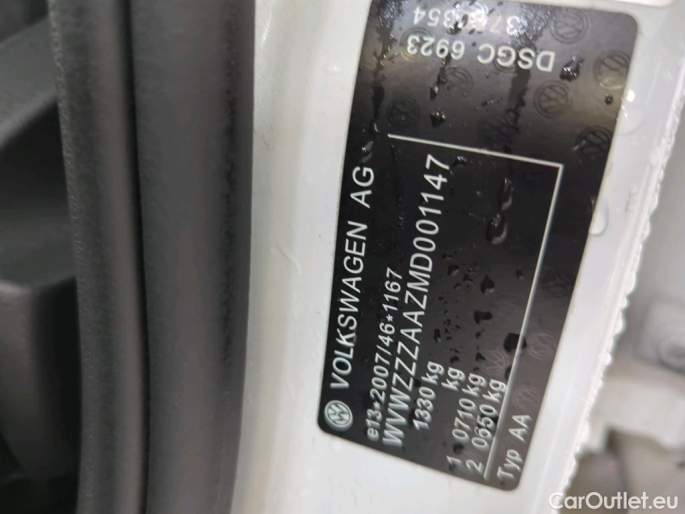 VOLKSWAGEN AG
e13*2007/46*1167
WVWZZZAAZMD001147
1330 kg
kg
1 0710 kg
2 0650 kg
Typ AA
DSGC 6923
CarOutlet.eu